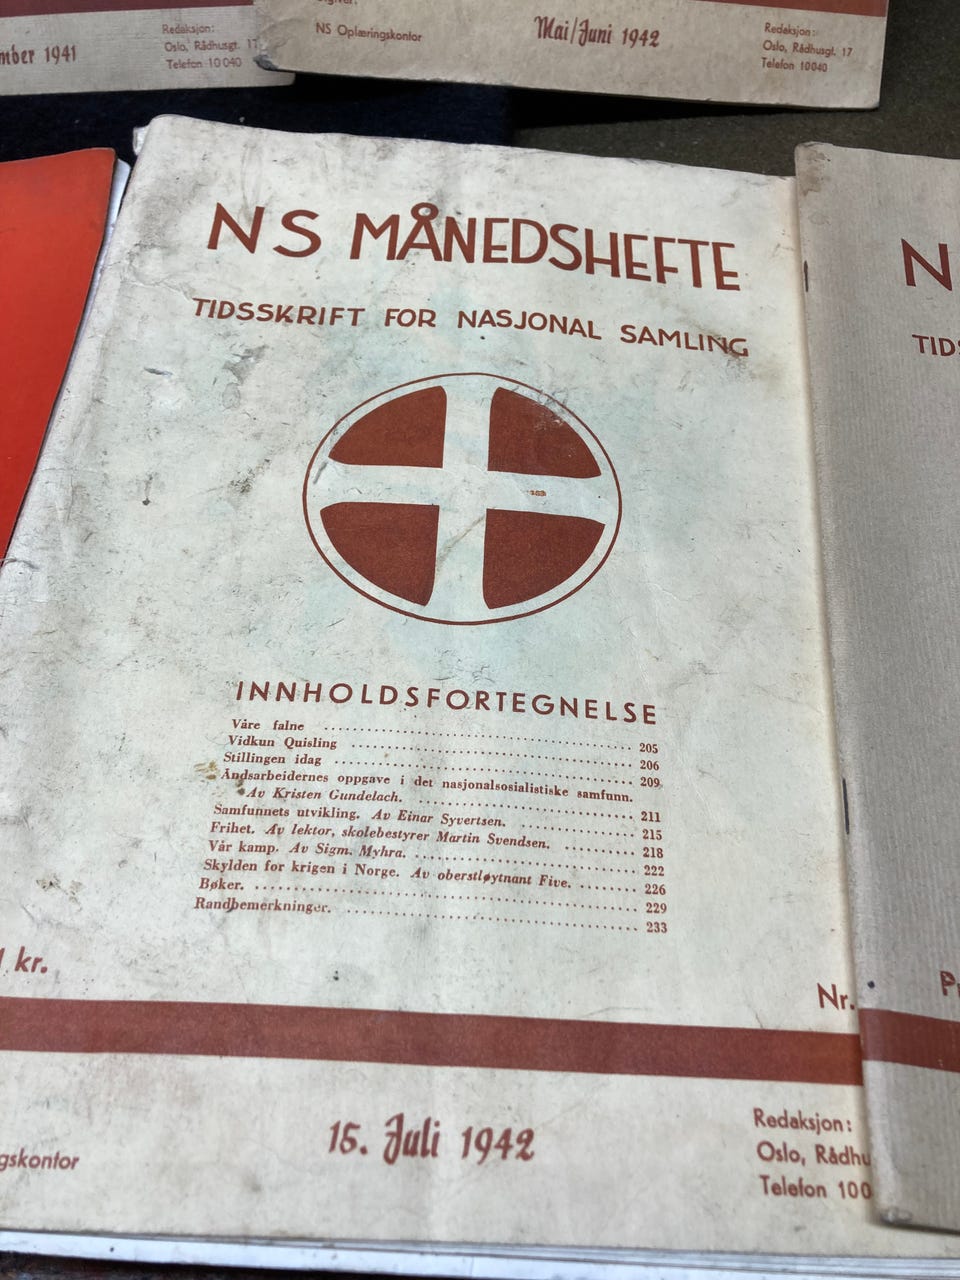 mber 1941
Redaksjon:
Oslo, Rådhusgt. 17
Telefon 10040
NS Oplæringskontor
Mai/Juni 1942
Redaksjon:
Oslo, Rådhusgt. 17
Telefon 10040
NS MÅNEDSHEFTE
TIDSSKRIFT FOR NASJONAL SAMLING
INNHOLDSFORTEGNELSE
Våre falne 205
Vidkun Quisling 206
Stillingen idag 209
Åndsarbeidernes oppgave i det nasjonalsosialistiske samfunn.
Av Kristen Gundelach. 211
Samfunnets utvikling. Av Einar Syvertsen. 215
Frihet. Av lektor, skolebestyrer Martin Svendsen. 218
Vår kamp. Av Sigm. Myhra. 222
Skylden for krigen i Norge. Av oberstløytnant Five. 226
Bøker. 229
Randbemerkninger. 233
1 kr.
Nr.
15. Juli 1942
gskontor
Redaksjon:
Oslo, Rådhu
Telefon 100
N
TIDS
P